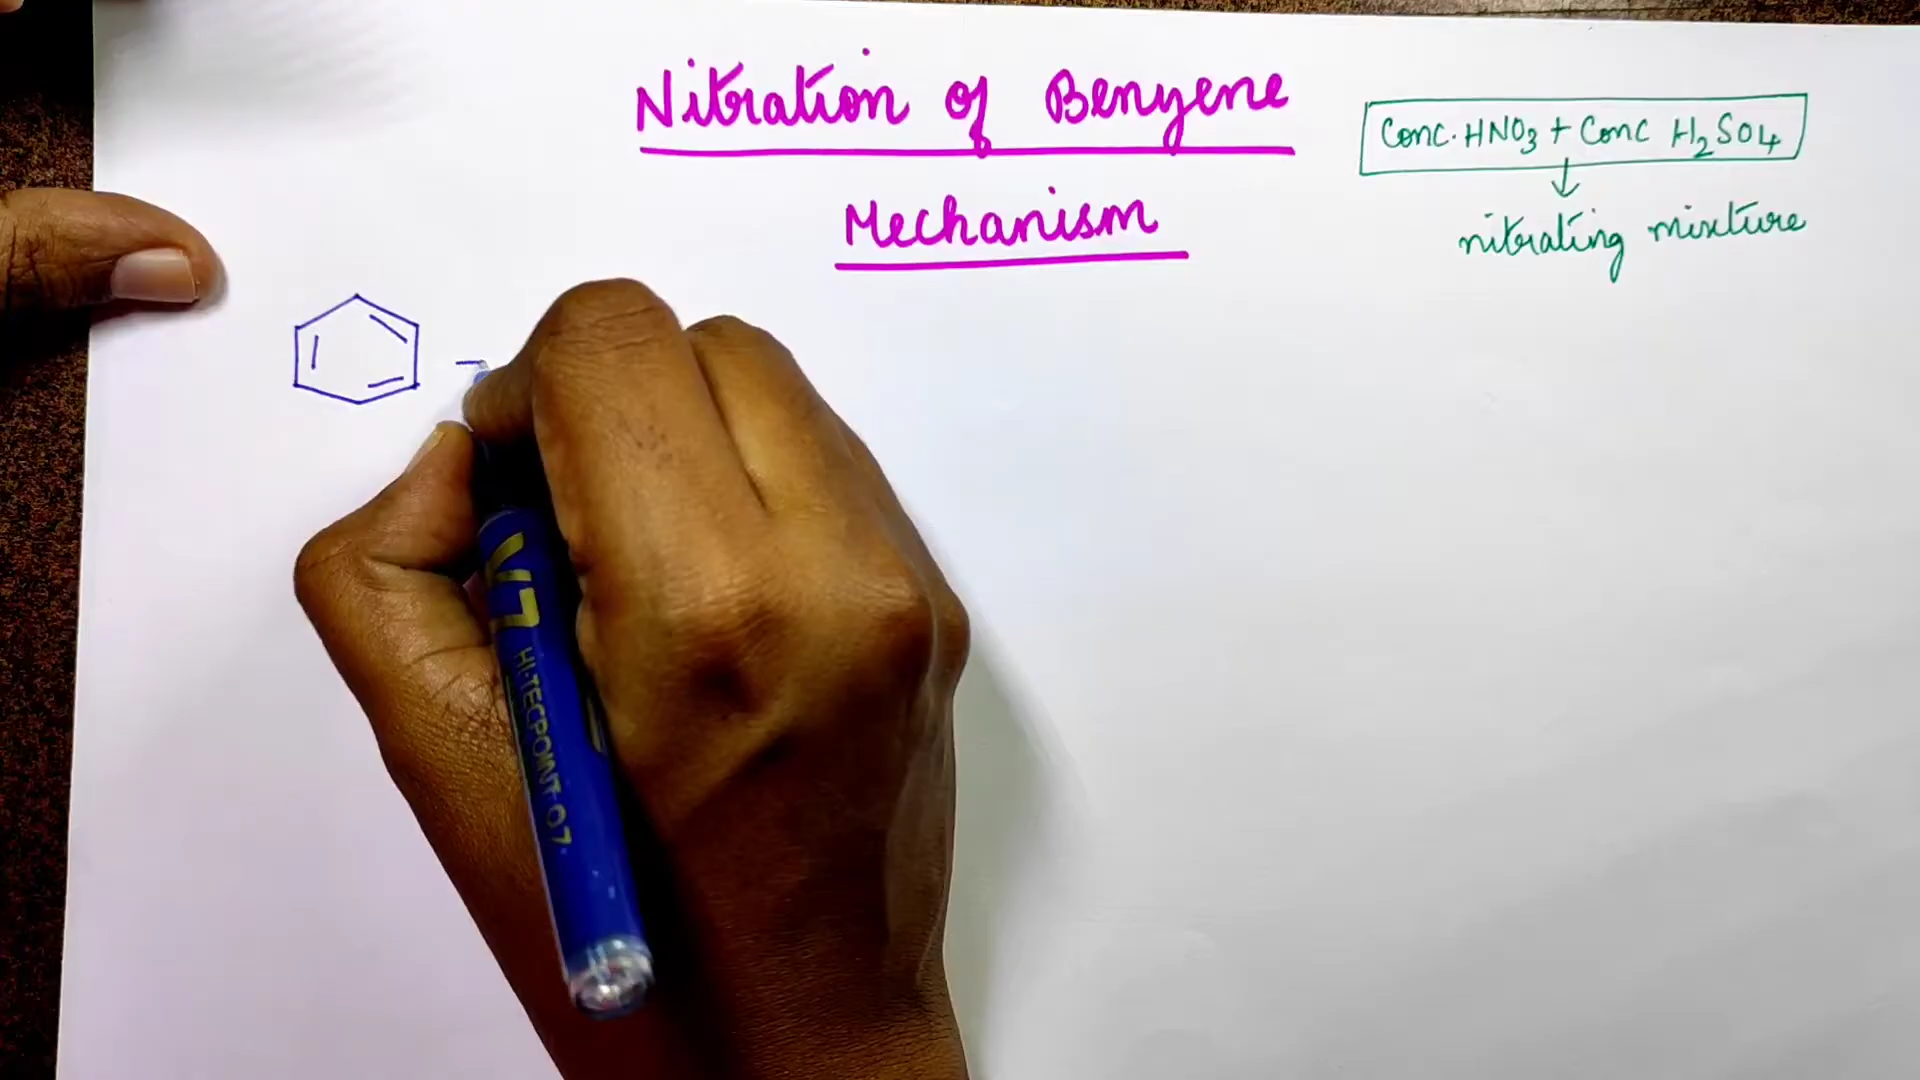 Nitration of Benzene
Mechanism
Conc. HNO3 + Conc H2SO4
↓
nitrating mixture
V7
HI-TECPOINT 07